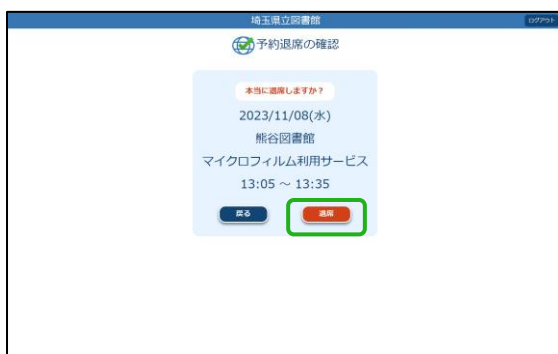 埼玉県立図書館
ログアウト
予約退席の確認
本当に退席しますか？
2023/11/08(水)
熊谷図書館
マイクロフィルム利用サービス
13:05 ～ 13:35
戻る
退席